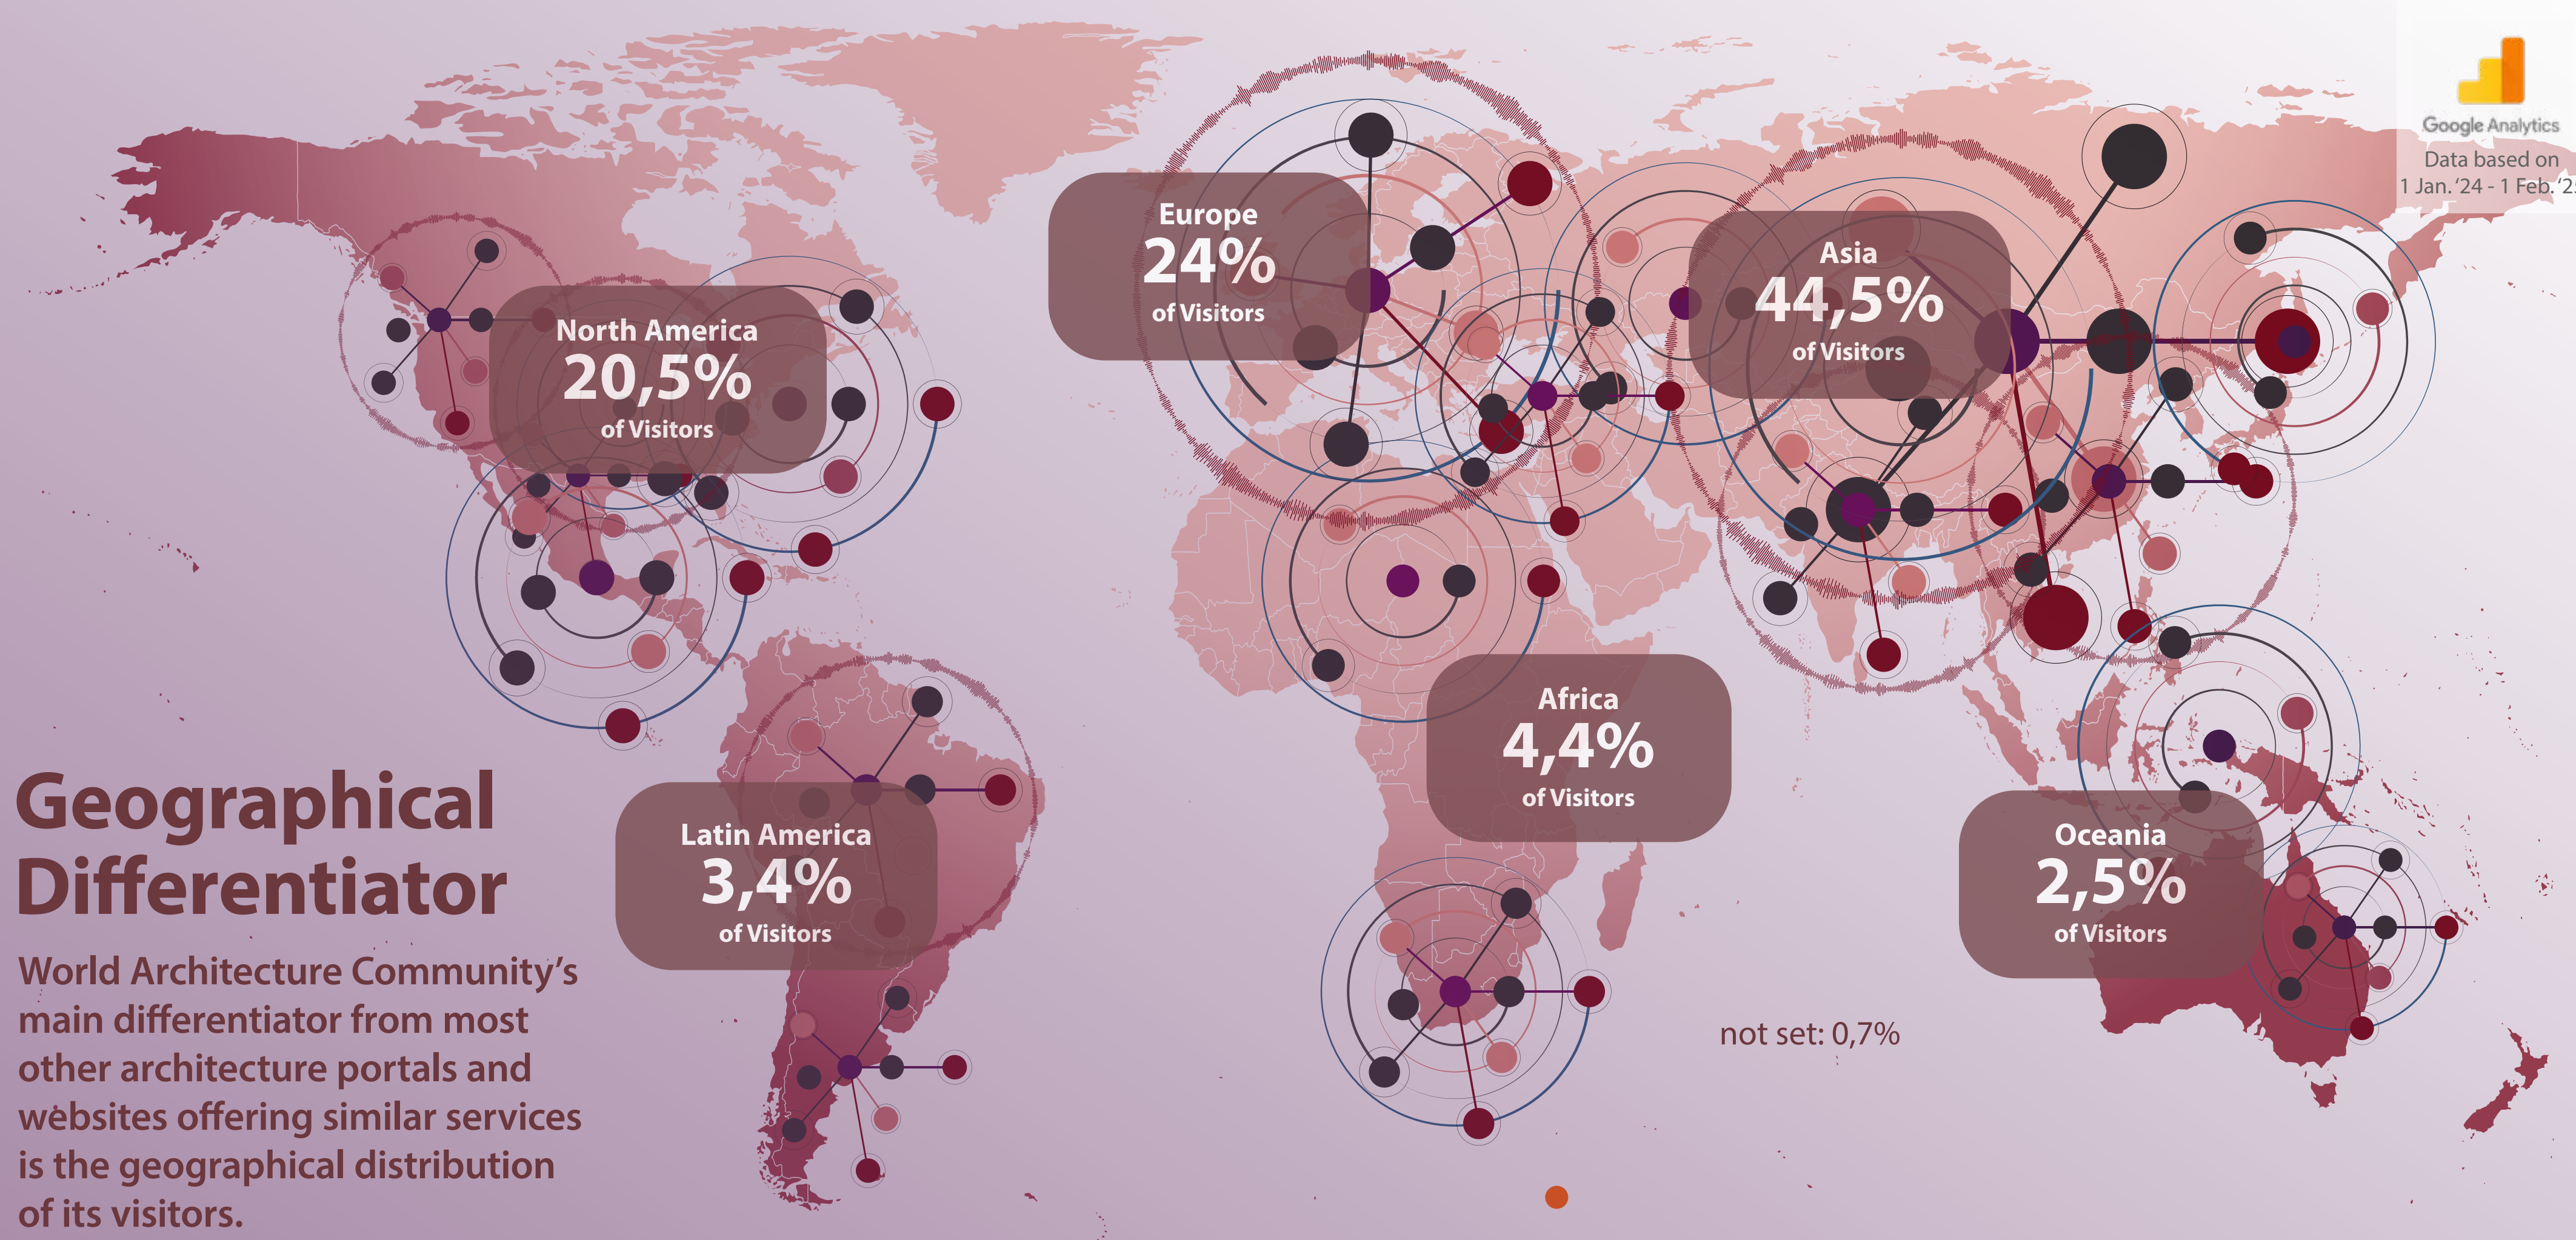 Google Analytics
Data based on
1 Jan. ‘24 - 1 Feb. ‘2
Europe
24%
of Visitors
Asia
44,5%
of Visitors
North America
20,5%
of Visitors
Africa
4,4%
of Visitors
Latin America
3,4%
of Visitors
Oceania
2,5%
of Visitors
not set: 0,7%
Geographical
Differentiator
World Architecture Community’s
main differentiator from most
other architecture portals and
websites offering similar services
is the geographical distribution
of its visitors.